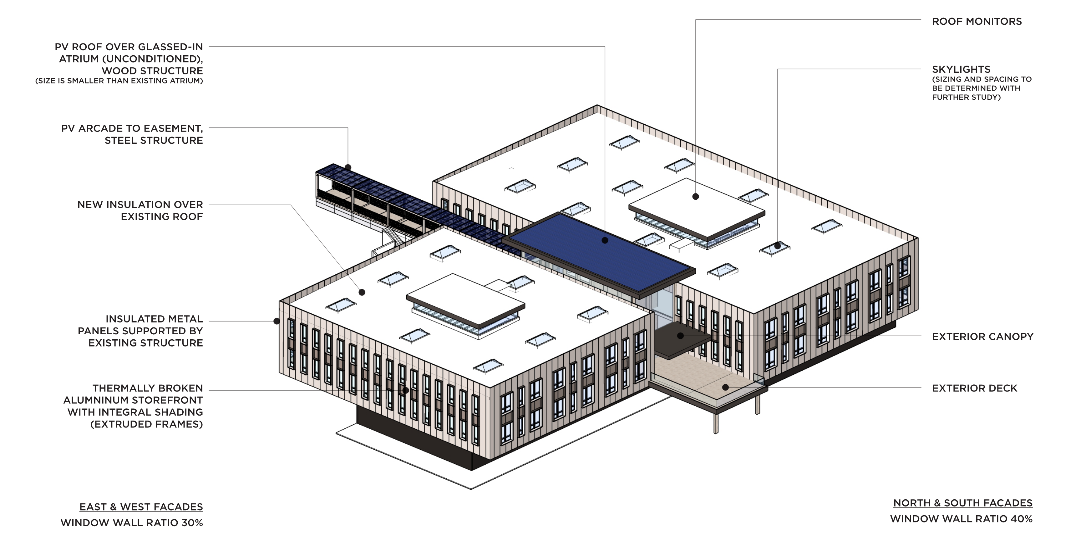 PV ROOF OVER GLASSED-IN
ATRIUM (UNCONDITIONED),
WOOD STRUCTURE
(SIZE IS SMALLER THAN EXISTING ATRIUM)
PV ARCADE TO EASEMENT,
STEEL STRUCTURE
NEW INSULATION OVER
EXISTING ROOF
INSULATED METAL
PANELS SUPPORTED BY
EXISTING STRUCTURE
THERMALLY BROKEN
ALUMNINUM STOREFRONT
WITH INTEGRAL SHADING
(EXTRUDED FRAMES)
EAST & WEST FACADES
WINDOW WALL RATIO 30%
ROOF MONITORS
SKYLIGHTS
(SIZING AND SPACING TO
BE DETERMINED WITH
FURTHER STUDY)
EXTERIOR CANOPY
EXTERIOR DECK
NORTH & SOUTH FACADES
WINDOW WALL RATIO 40%